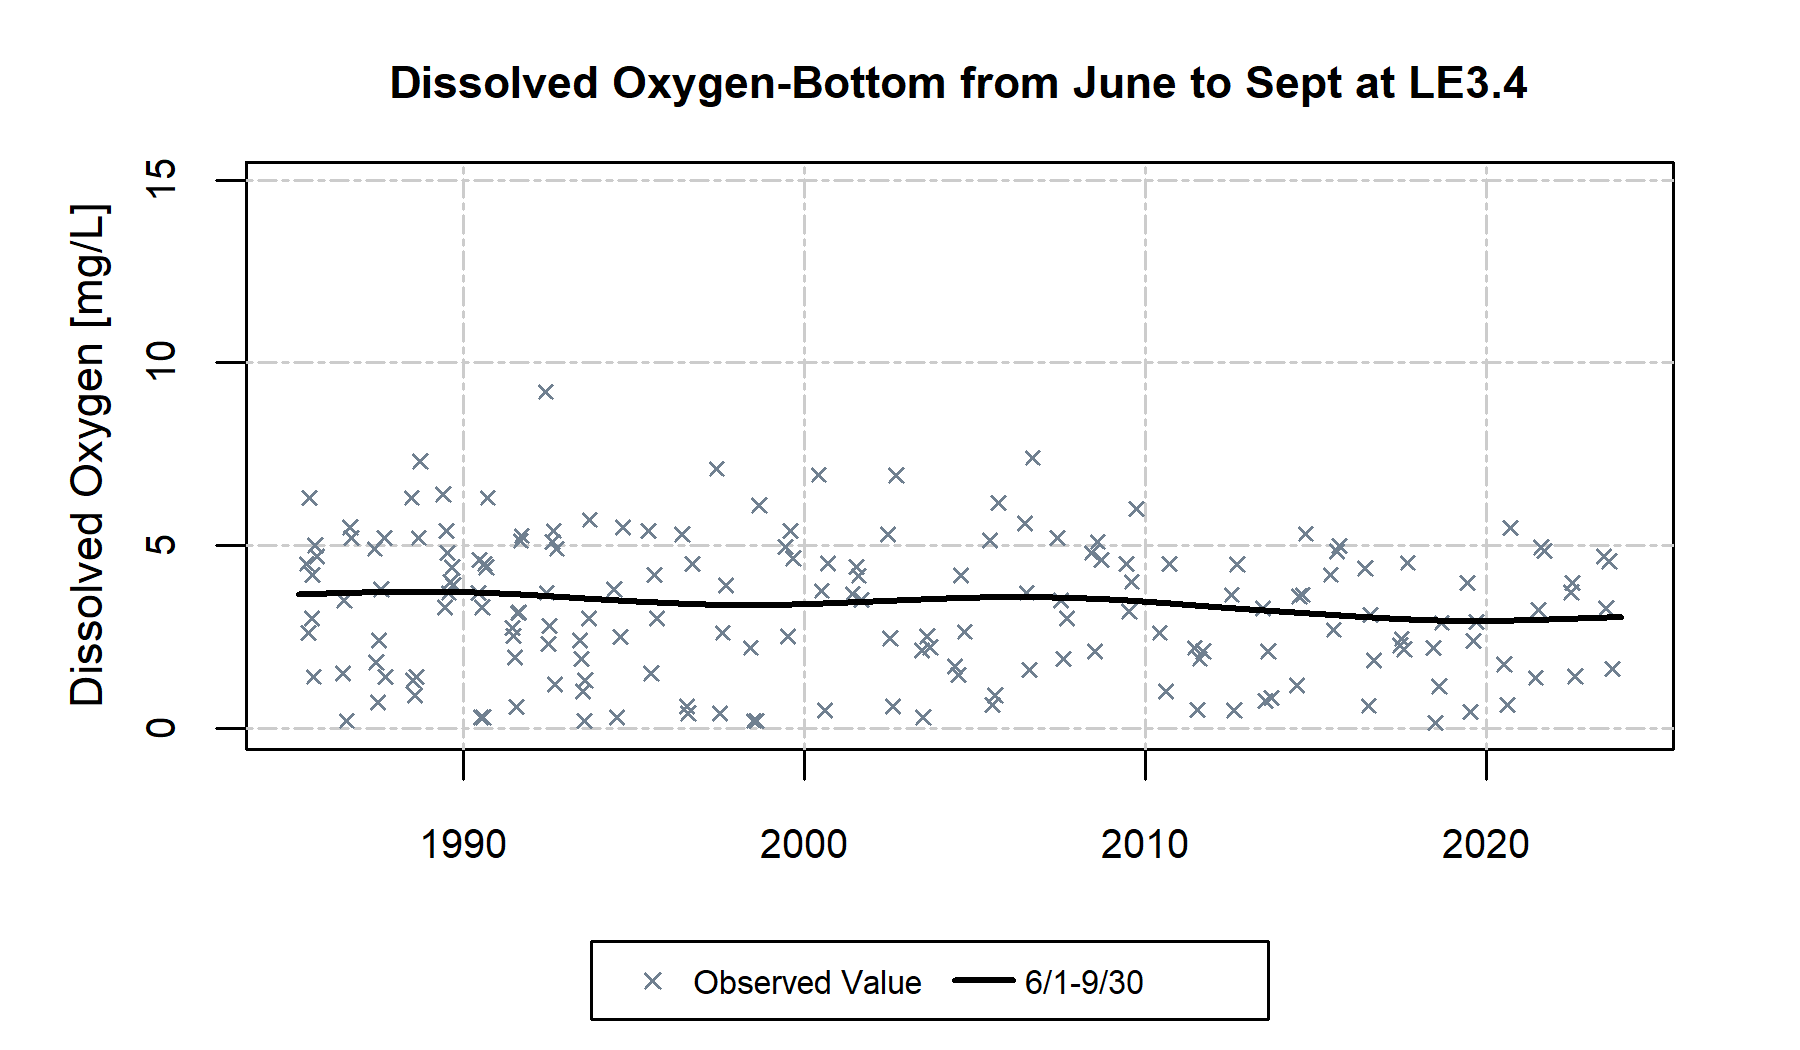 Dissolved Oxygen-Bottom from June to Sept at LE3.4
Dissolved Oxygen [mg/L]
15
10
5
0
1990 2000 2010 2020
Observed Value 6/1-9/30